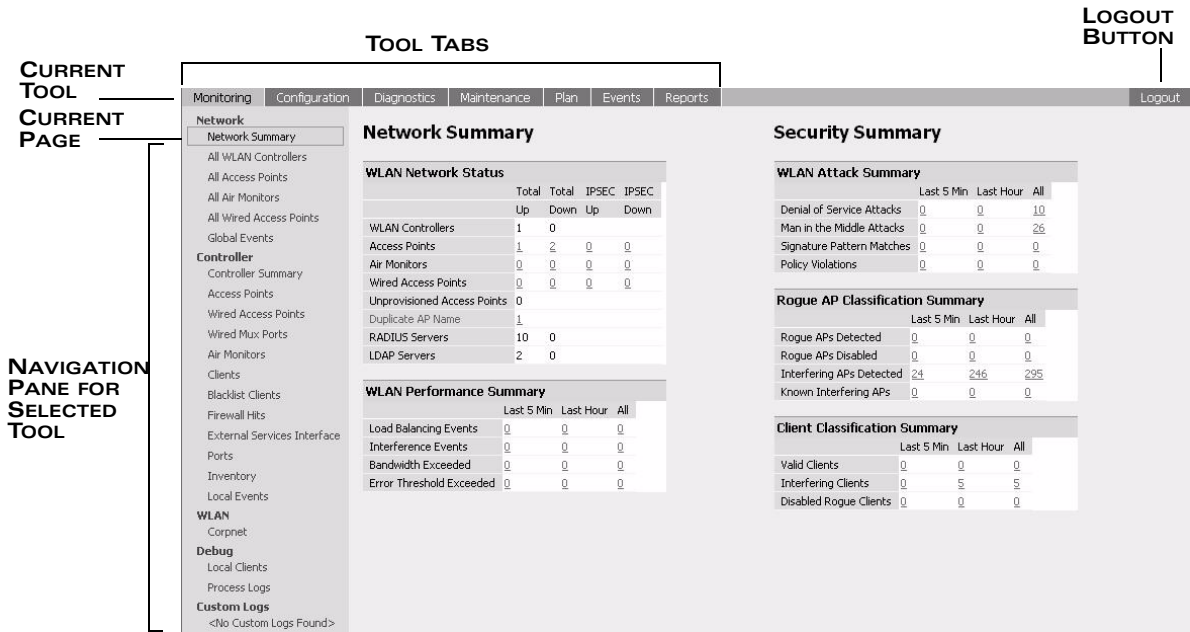 LOGOUT
BUTTON
TOOL TABS
CURRENT
TOOL
CURRENT
PAGE
NAVIGATION
PANE FOR
SELECTED
TOOL
Monitoring Configuration Diagnostics Maintenance Plan Events Reports Logout
Network
Network Summary
All WLAN Controllers
All Access Points
All Air Monitors
All Wired Access Points
Global Events
Controller
Controller Summary
Access Points
Wired Access Points
Wired Mux Ports
Air Monitors
Clients
Blacklist Clients
Firewall Hits
External Services Interface
Ports
Inventory
Local Events
WLAN
Corpnet
Debug
Local Clients
Process Logs
Custom Logs
<No Custom Logs Found>
Network Summary
WLAN Network Status
Total Total IPSEC IPSEC
Up Down Up Down
WLAN Controllers 1 0
Access Points 1 2 0 0
Air Monitors 0 0 0 0
Wired Access Points 0 0 0 0
Unprovisioned Access Points 0
Duplicate AP Name 1
RADIUS Servers 10 0
LDAP Servers 2 0
WLAN Performance Summary
Last 5 Min Last Hour All
Load Balancing Events 0 0 0
Interference Events 0 0 0
Bandwidth Exceeded 0 0 0
Error Threshold Exceeded 0 0 0
Security Summary
WLAN Attack Summary
Last 5 Min Last Hour All
Denial of Service Attacks 0 0 10
Man in the Middle Attacks 0 0 26
Signature Pattern Matches 0 0 0
Policy Violations 0 0 0
Rogue AP Classification Summary
Last 5 Min Last Hour All
Rogue APs Detected 0 0 0
Rogue APs Disabled 0 0 0
Interfering APs Detected 24 246 295
Known Interfering APs 0 0 0
Client Classification Summary
Last 5 Min Last Hour All
Valid Clients 0 0 0
Interfering Clients 0 5 5
Disabled Rogue Clients 0 0 0